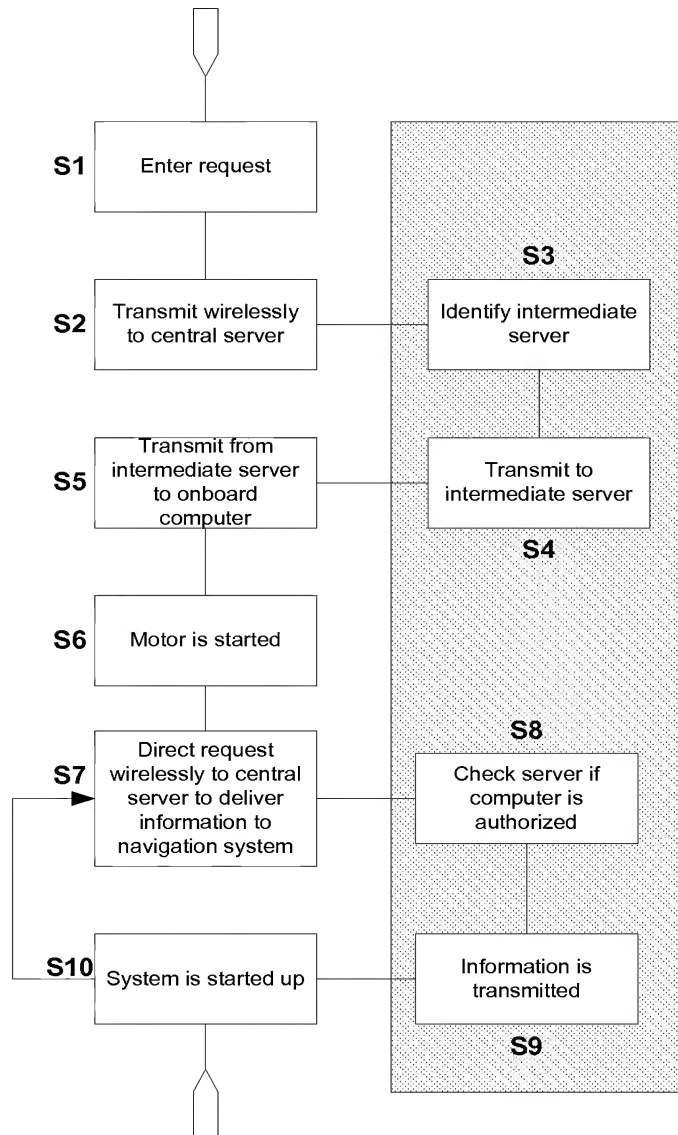 S1
Enter request
S2
Transmit wirelessly
to central server
S3
Identify intermediate
server
S4
Transmit to
intermediate server
S5
Transmit from
intermediate server
to onboard
computer
S6
Motor is started
S7
Direct request
wirelessly to central
server to deliver
information to
navigation system
S8
Check server if
computer is
authorized
S9
Information is
transmitted
S10
System is started up